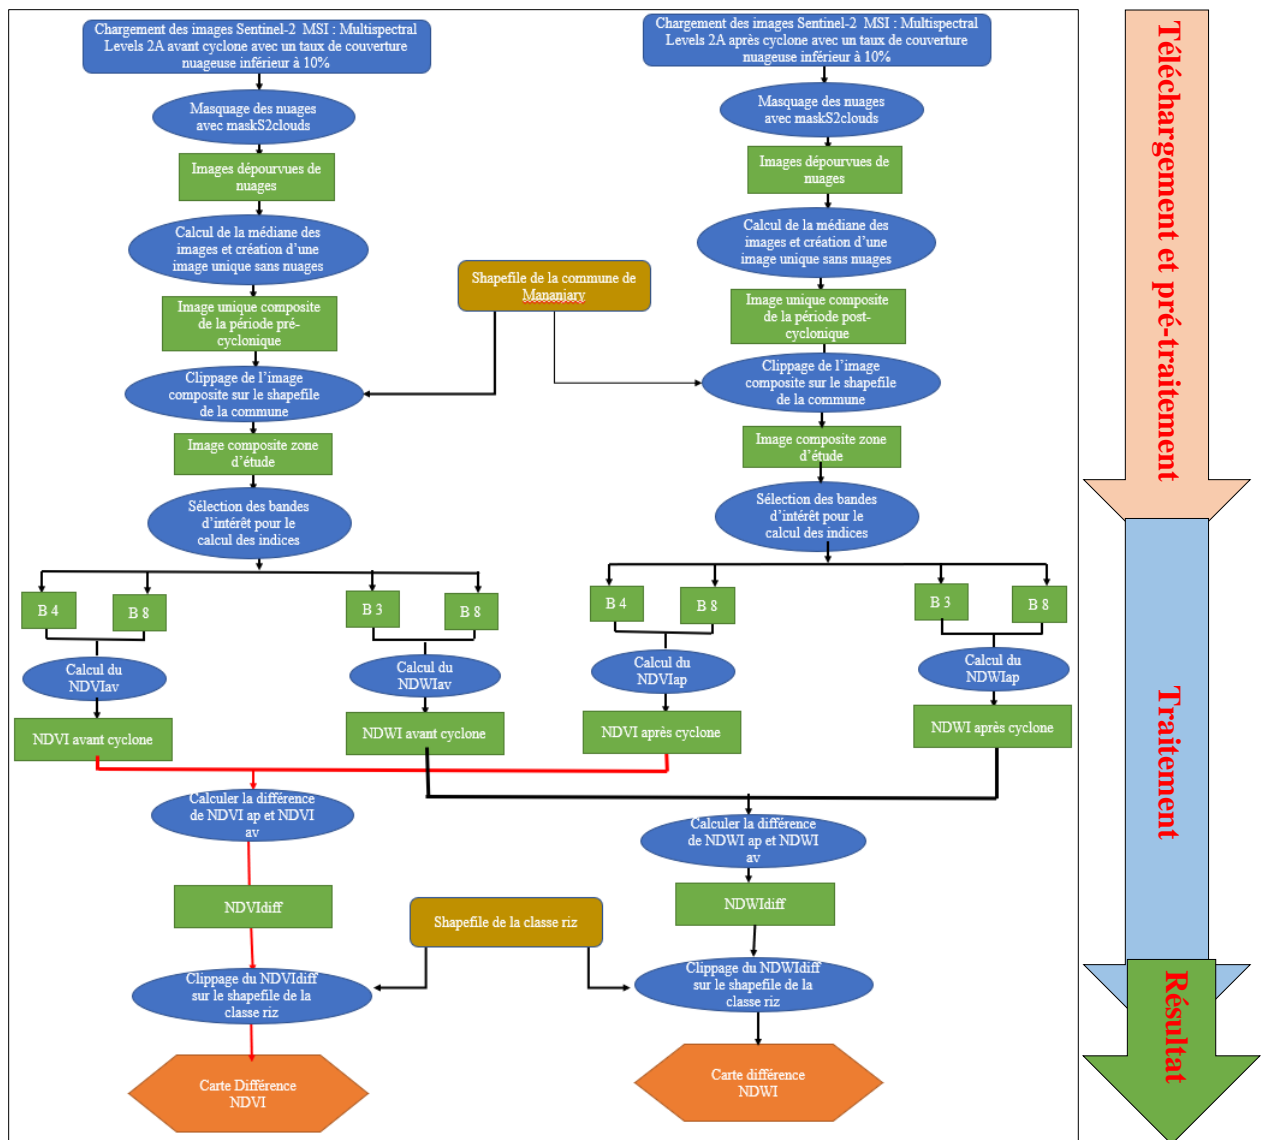 Chargement des images Sentinel-2 MSI : Multispectral
Levels 2A avant cyclone avec un taux de couverture
nuageuse inférieur à 10%
Masquage des nuages
avec maskS2clouds
Images dépourvues de
nuages
Calcul de la médiane des
images et création d’une
image unique sans nuages
Image unique composite
de la période pré-
cyclonique
Clippage de l’image
composite sur le shapefile
de la commune
Image composite zone
d’étude
Sélection des bandes
d’intérêt pour le
calcul des indices
B 4
B 8
B 3
B 8
Calcul du
NDVIav
Calcul du
NDWIav
NDVI avant cyclone
NDWI avant cyclone
Chargement des images Sentinel-2 MSI : Multispectral
Levels 2A après cyclone avec un taux de couverture
nuageuse inférieur à 10%
Masquage des nuages
avec maskS2clouds
Images dépourvues de
nuages
Calcul de la médiane des
images et création d’une
image unique sans nuages
Image unique composite
de la période post-
cyclonique
Clippage de l’image
composite sur le shapefile
de la commune
Image composite zone
d’étude
Sélection des bandes
d’intérêt pour le
calcul des indices
B 4
B 8
B 3
B 8
Calcul du
NDVIap
Calcul du
NDWIap
NDVI après cyclone
NDWI après cyclone
Shapefile de la commune de
Mananjary
Calculer la différence
de NDVI ap et NDVI
av
NDVIdiff
Clippage du NDVIdiff
sur le shapefile de la
classe riz
Carte Différence
NDVI
Shapefile de la classe riz
Calculer la différence
de NDWI ap et NDWI
av
NDWIdiff
Clippage du NDWIdiff
sur le shapefile de la
classe riz
Carte différence
NDWI
Téléchargement et pré-traitement
Traitement
Résultat